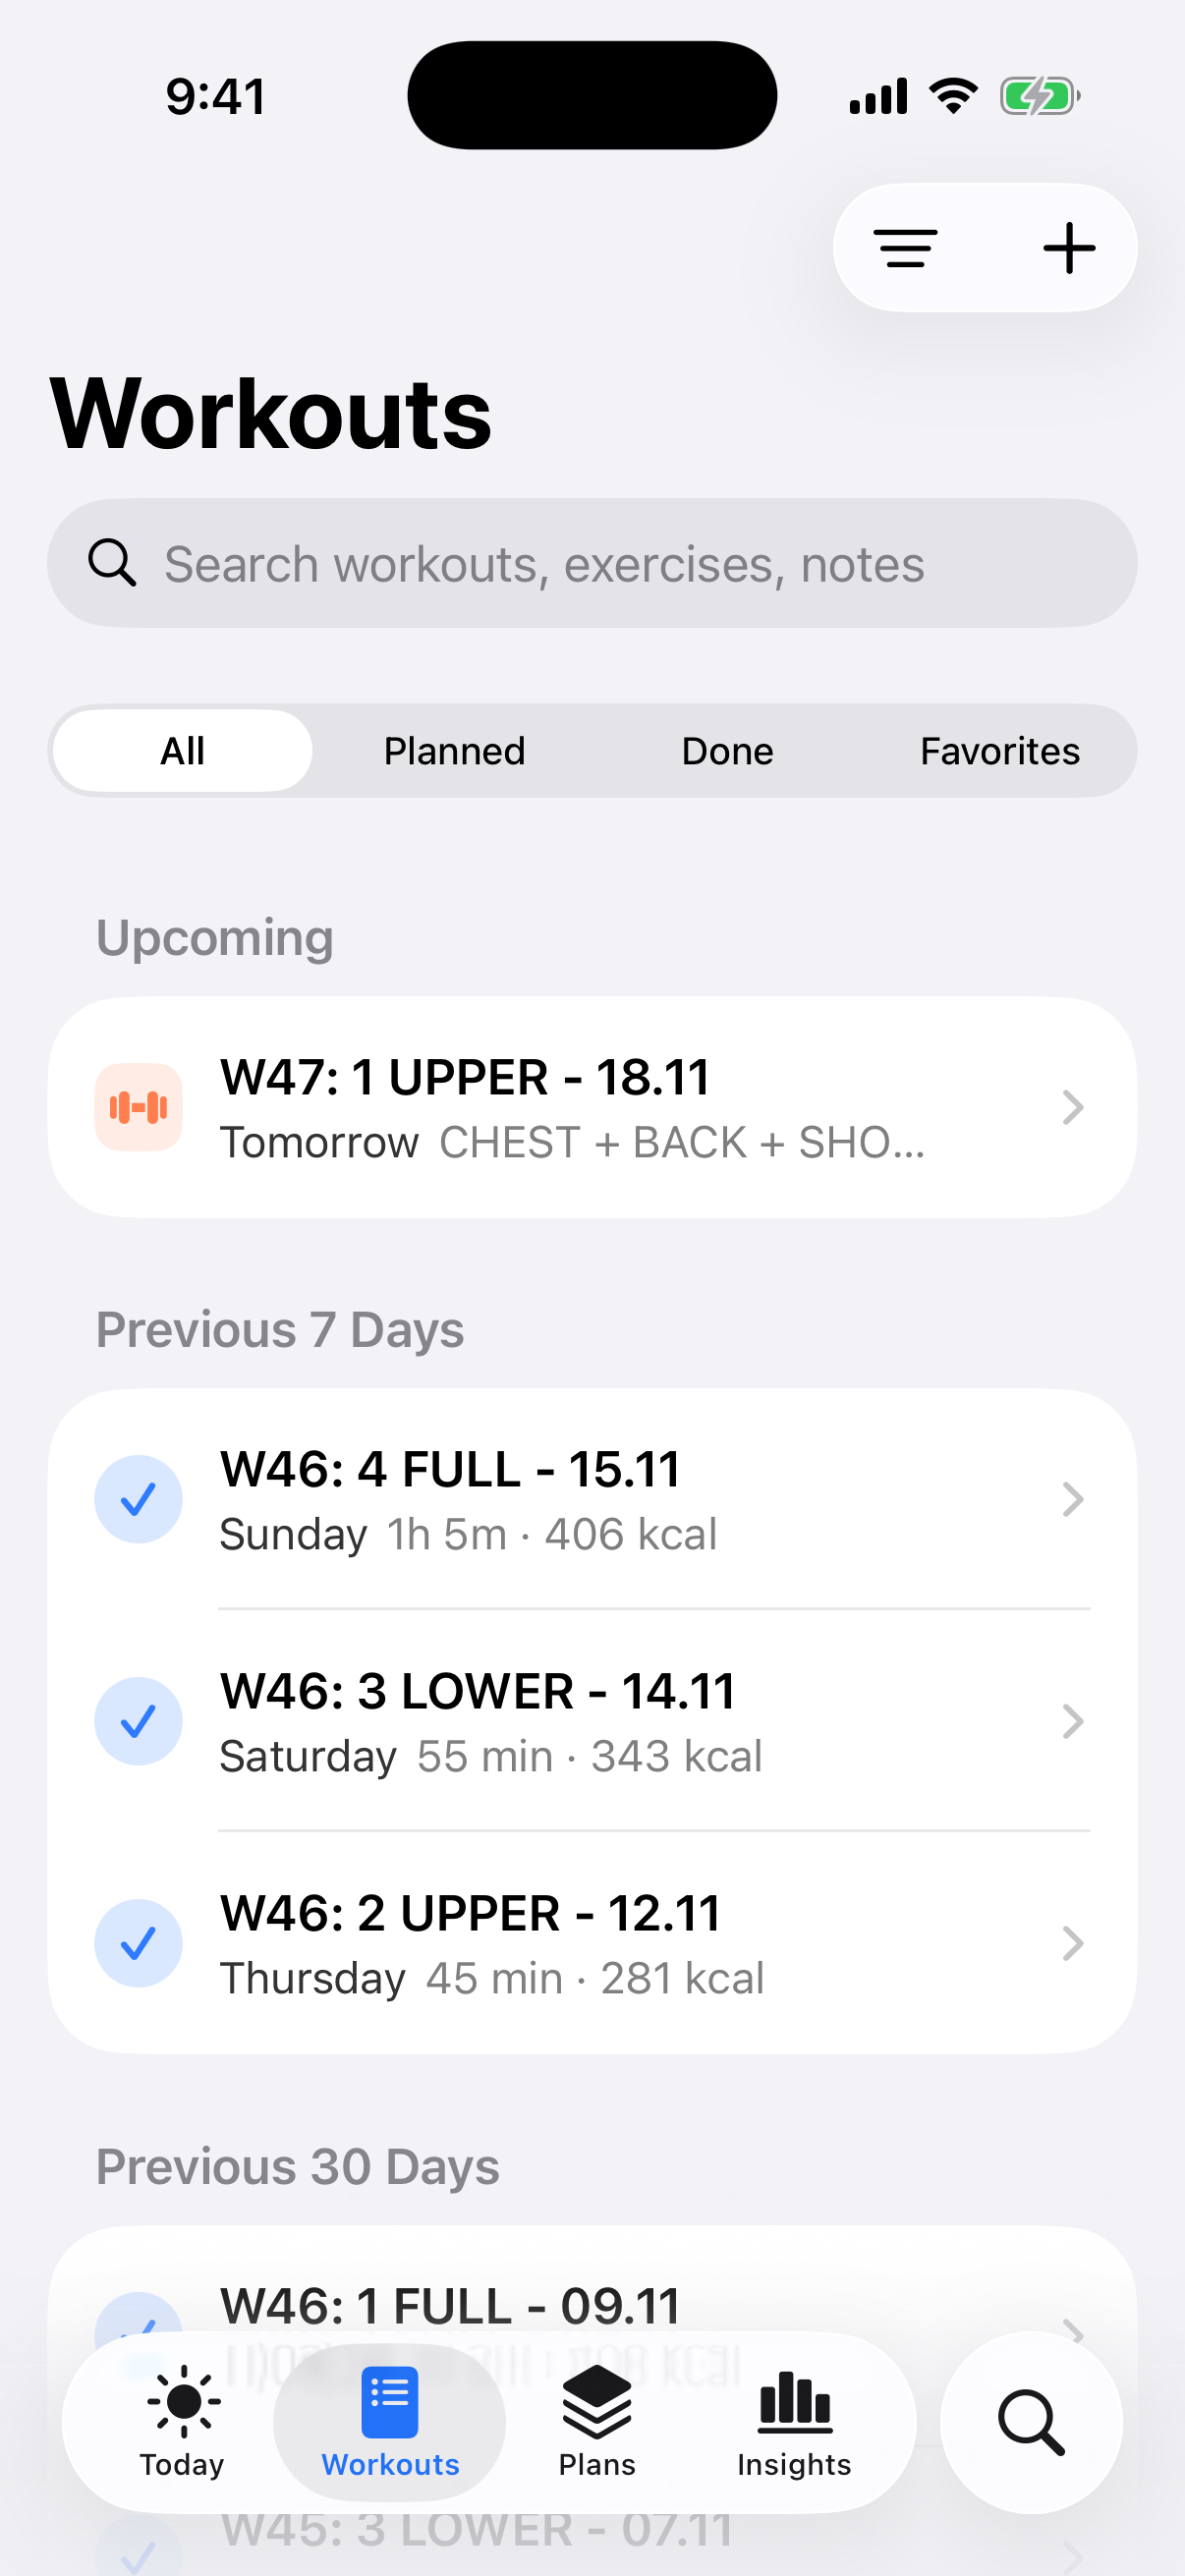 9:41
Workouts
Search workouts, exercises, notes
All
Planned
Done
Favorites
Upcoming
W47: 1 UPPER - 18.11
Tomorrow CHEST + BACK + SHO...
Previous 7 Days
W46: 4 FULL - 15.11
Sunday 1h 5m · 406 kcal
W46: 3 LOWER - 14.11
Saturday 55 min · 343 kcal
W46: 2 UPPER - 12.11
Thursday 45 min · 281 kcal
Previous 30 Days
W46: 1 FULL - 09.11
Today
Workouts
Plans
Insights
W45: 3 LOWER - 07.11